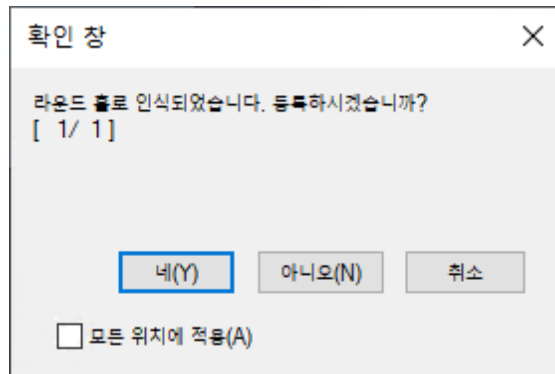 확인 창
라운드 홀로 인식되었습니다. 등록하시겠습니까?
[ 1/ 1 ]
네(Y) 아니오(N) 취소
모든 위치에 적용(A)